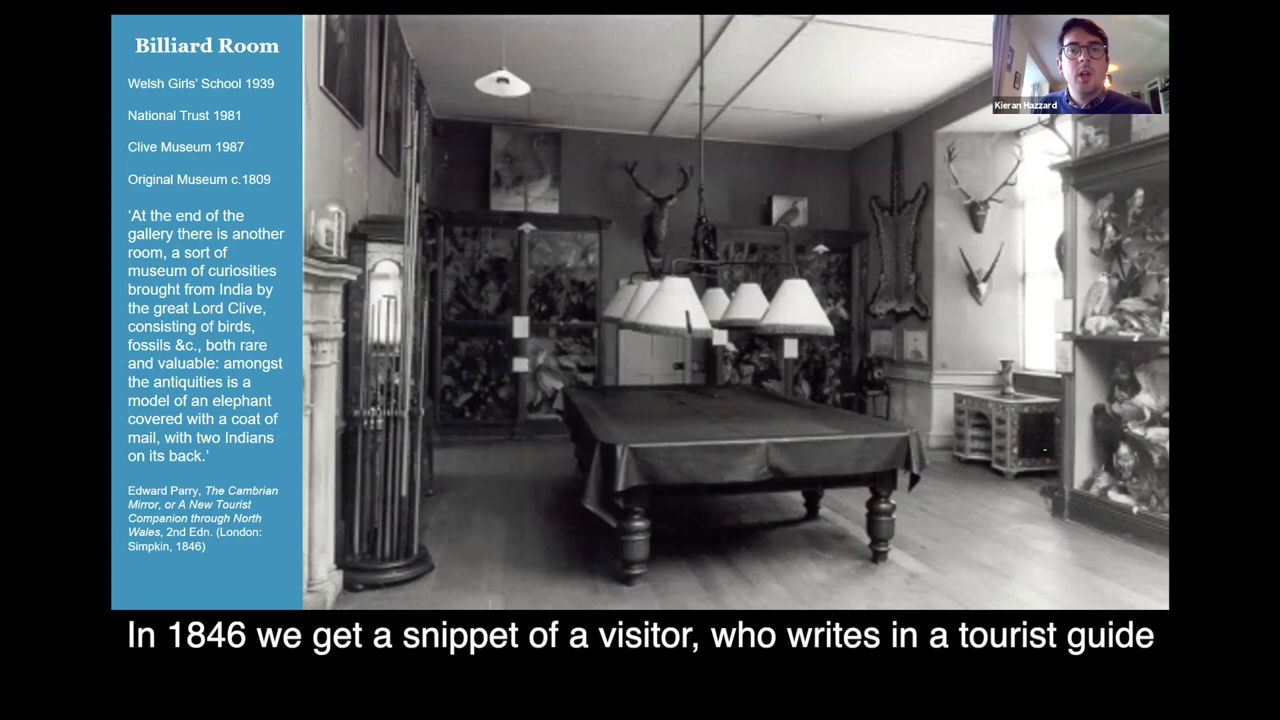 Billiard Room
Welsh Girls' School 1939
National Trust 1981
Clive Museum 1987
Original Museum c.1809
'At the end of the
gallery there is another
room, a sort of
museum of curiosities
brought from India by
the great Lord Clive,
consisting of birds,
fossils &c., both rare
and valuable: amongst
the antiquities is a
model of an elephant
covered with a coat of
mail, with two Indians
on its back.'
Edward Parry, The Cambrian
Mirror, or A New Tourist
Companion through North
Wales, 2nd Edn. (London:
Simpkin, 1846)
Kieran Hazzard
In 1846 we get a snippet of a visitor, who writes in a tourist guide